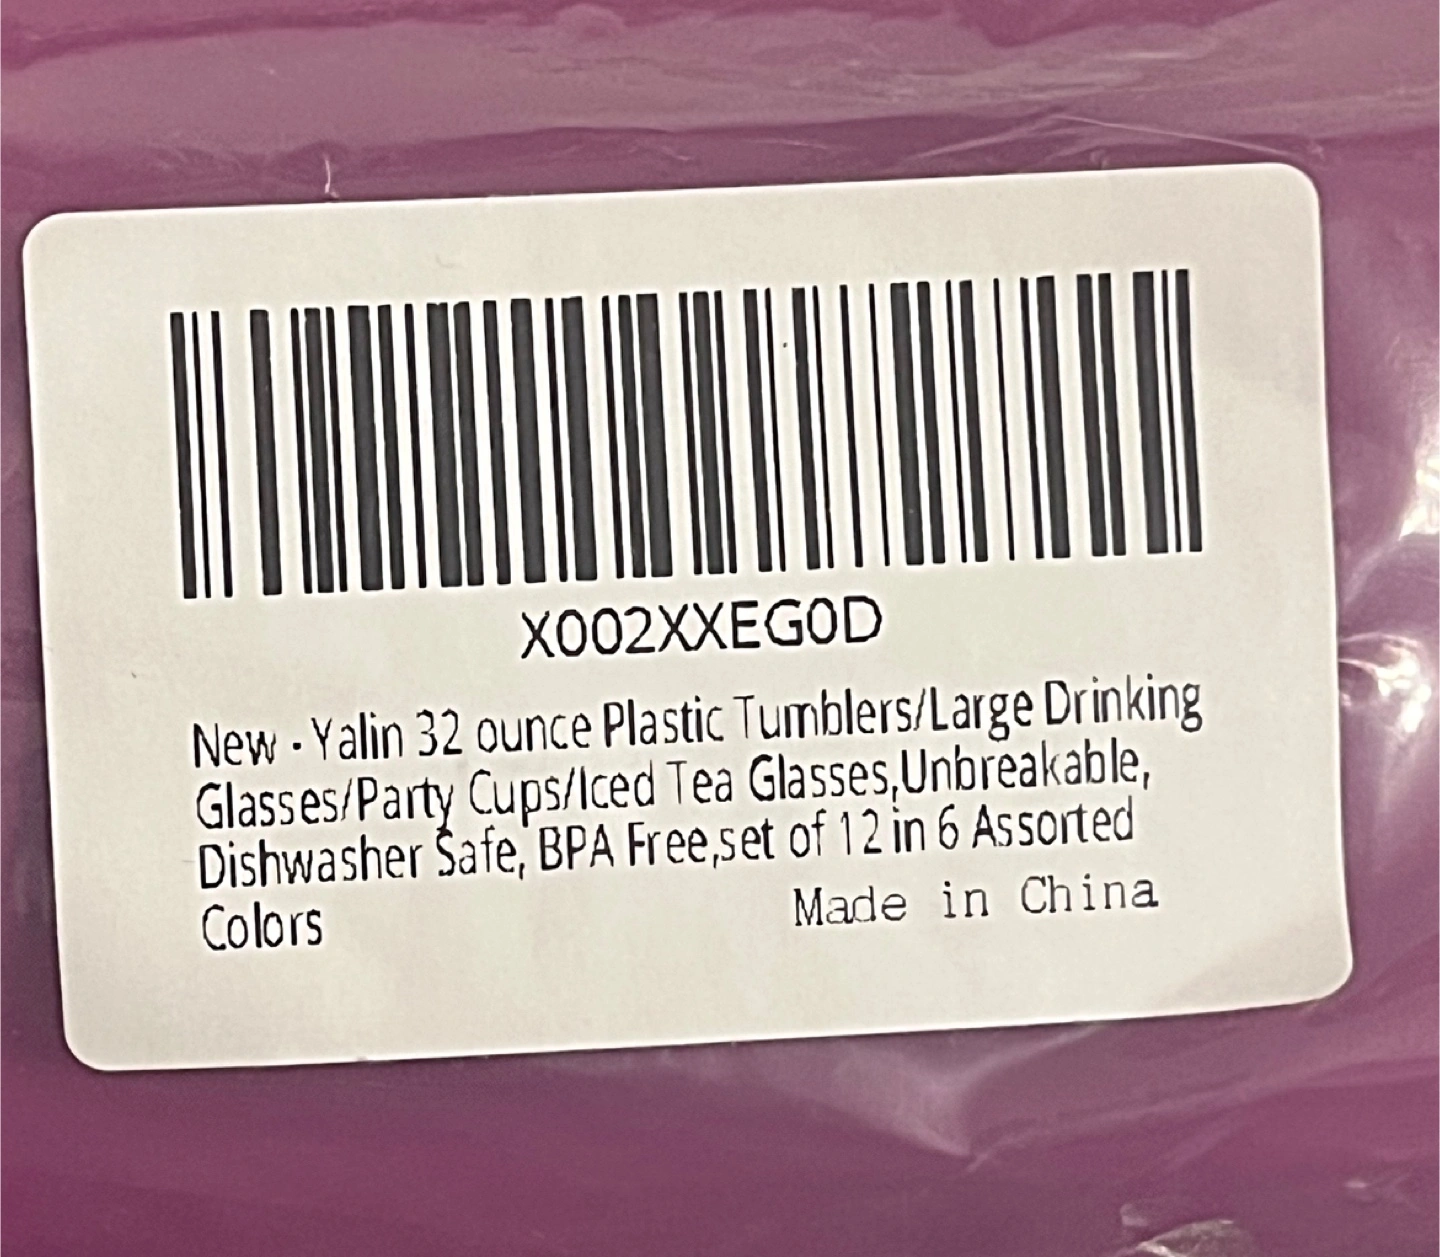 X002XXEG0D
New - Yalin 32 ounce Plastic Tumblers/Large Drinking
Glasses/Party Cups/Iced Tea Glasses,Unbreakable,
Dishwasher Safe, BPA Free,set of 12 in 6 Assorted
Colors
Made in China